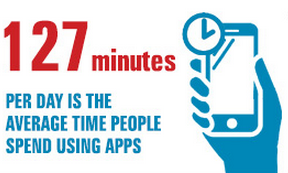 127 minutes
PER DAY IS THE
AVERAGE TIME PEOPLE
SPEND USING APPS